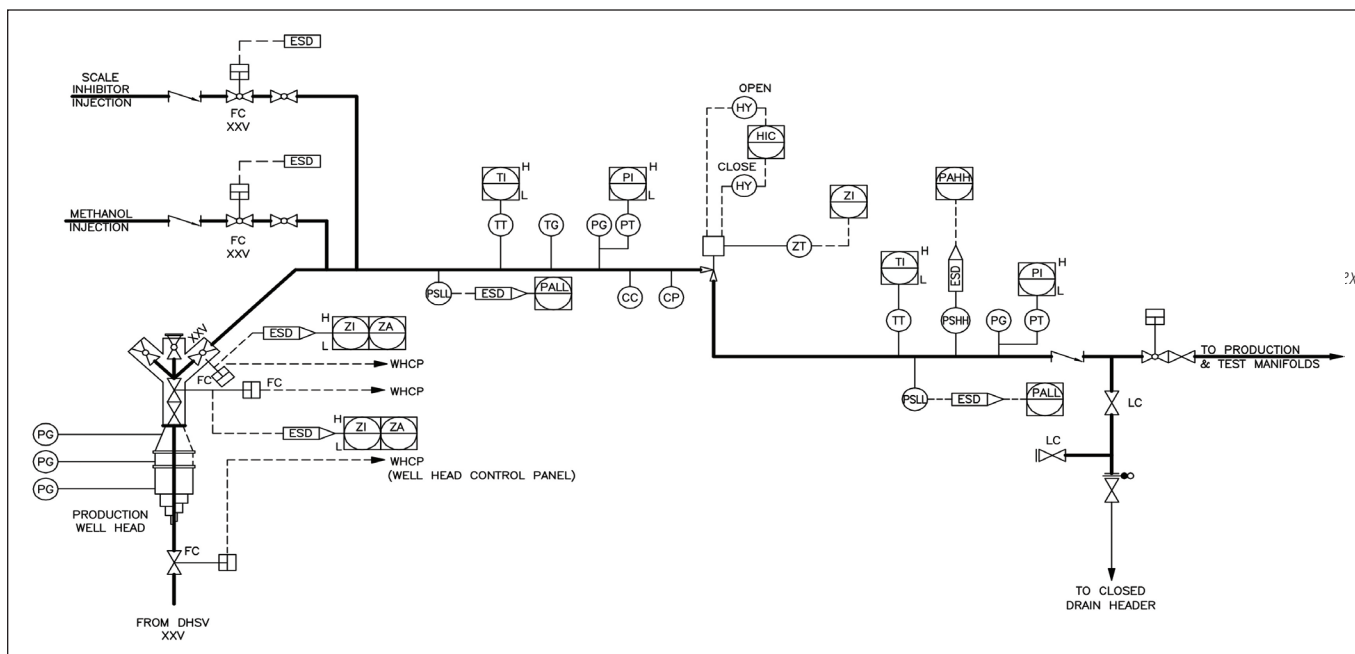 ESD
SCALE
INHIBITOR
INJECTION
FC
XXV
ESD
METHANOL
INJECTION
FC
XXV
OPEN
HY
HIC
CLOSE
HY
TI
H
L
TT
TG
PI
H
L
PG
PT
ZI
ZT
PAHH
ESD
TI
H
L
TT
PSHH
PG
PI
H
L
PT
PSLL
ESD
PALL
CC
CP
XXV
ESD
H
L
ZI
ZA
WHCP
FC
FC
WHCP
ESD
H
L
ZI
ZA
WHCP
(WELL HEAD CONTROL PANEL)
PG
PG
PG
PRODUCTION
WELL HEAD
FC
FROM DHSV
XXV
PSLL
ESD
PALL
TO PRODUCTION
& TEST MANIFOLDS
LC
LC
TO CLOSED
DRAIN HEADER